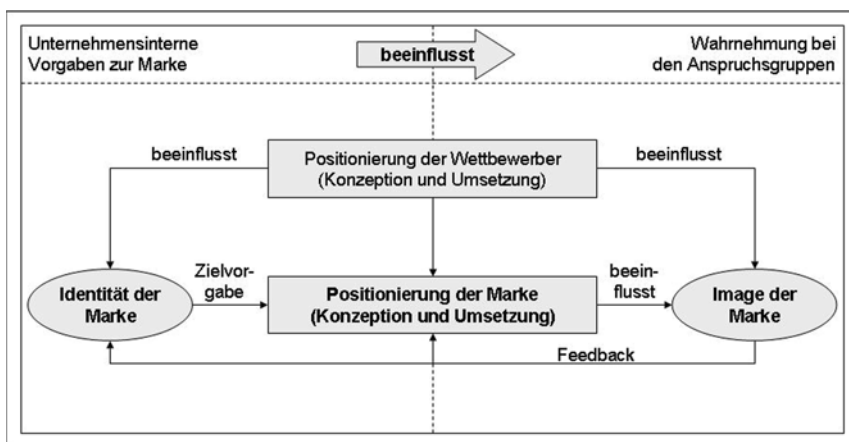 Unternehmensinterne
Vorgaben zur Marke
beeinflusst
Wahrnehmung bei
den Anspruchsgruppen
beeinflusst
Positionierung der Wettbewerber
(Konzeption und Umsetzung)
beeinflusst
Identität der
Marke
Zielvor-
gabe
Positionierung der Marke
(Konzeption und Umsetzung)
beein-
flusst
Image der
Marke
Feedback